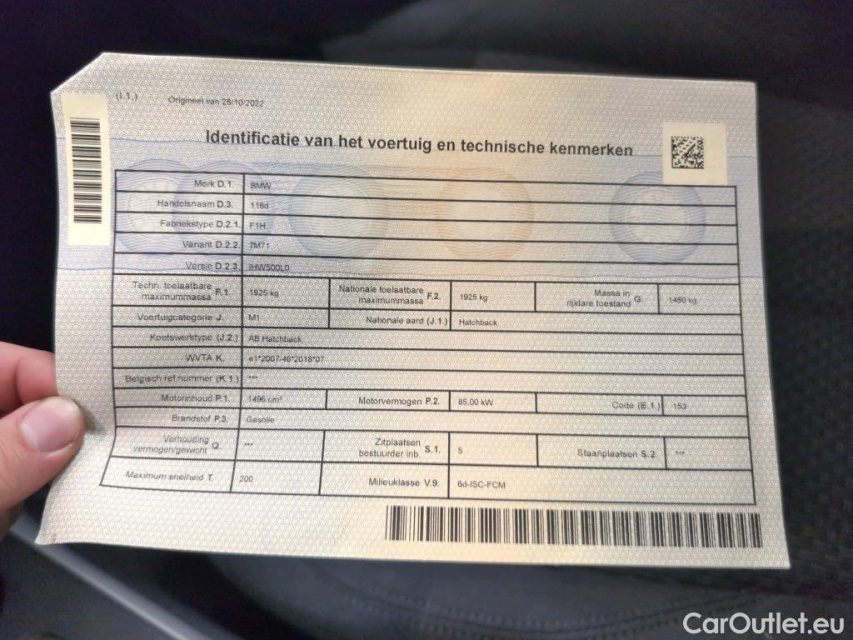 (I.1.) Origineel van 28/10/2022
Identificatie van het voertuig en technische kenmerken
Merk D.1. BMW
Handelsnaam D.3. 116d
Fabriekstype D.2.1. F1H
Variant D.2.2. 7M71
Versie D.2.3. IHW500L0
Techn. toelaatbare maximummassa F.1. 1925 kg Nationale toelaatbare maximummassa F.2. 1925 kg Massa in rijklare toestand G. 1450 kg
Voertuigcategorie J. M1 Nationale aard (J.1.) Hatchback
Koetswerktype (J.2.) AB Hatchback
WVTA K. e1*2007/46*2018*07
Belgisch ref.nummer (K.1.) ***
Motorinhoud P.1. 1496 cm³ Motorvermogen P.2. 85,00 kW Code (E.1.) 153
Brandstof P.3. Gasolie
Verhouding vermogen/gewicht Q. *** Zitplaatsen bestuurder inb. S.1. 5 Staanplaatsen S.2. ***
Maximum snelheid T. 200 Milieuklasse V.9. 6d-ISC-FCM
CarOutlet.eu